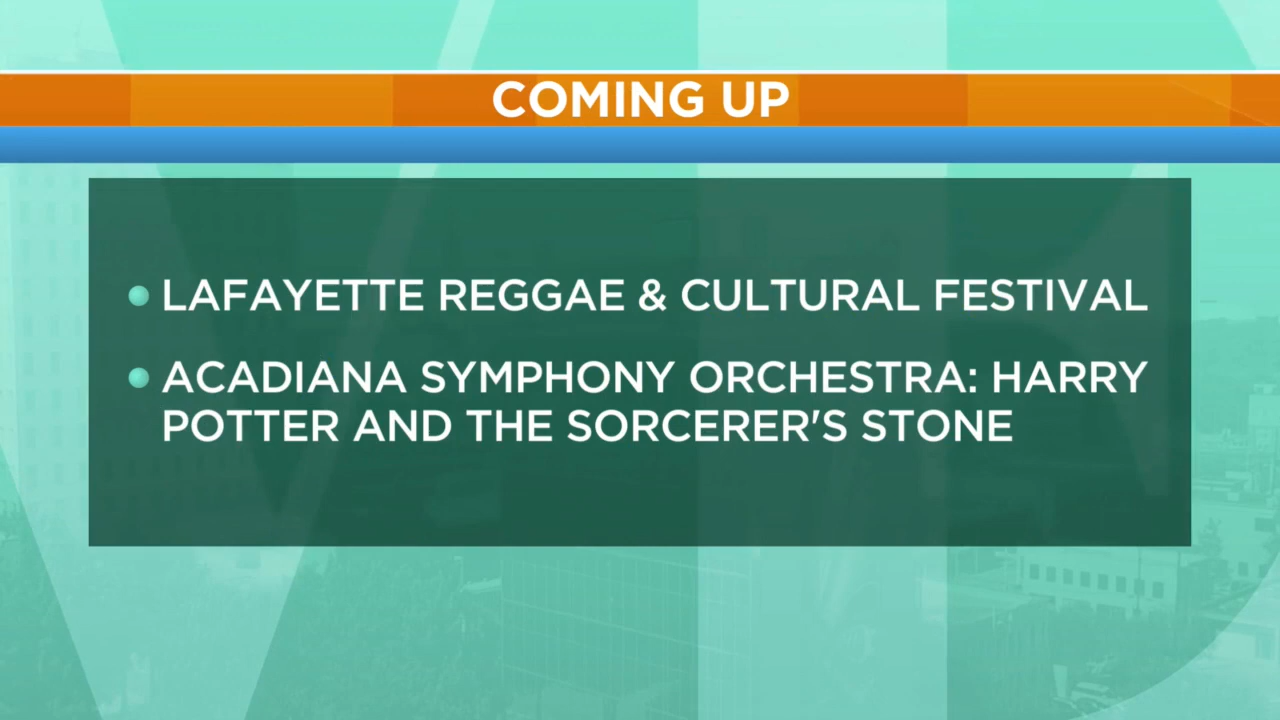 COMING UP
LAFAYETTE REGGAE & CULTURAL FESTIVAL
ACADIANA SYMPHONY ORCHESTRA: HARRY
POTTER AND THE SORCERER'S STONE